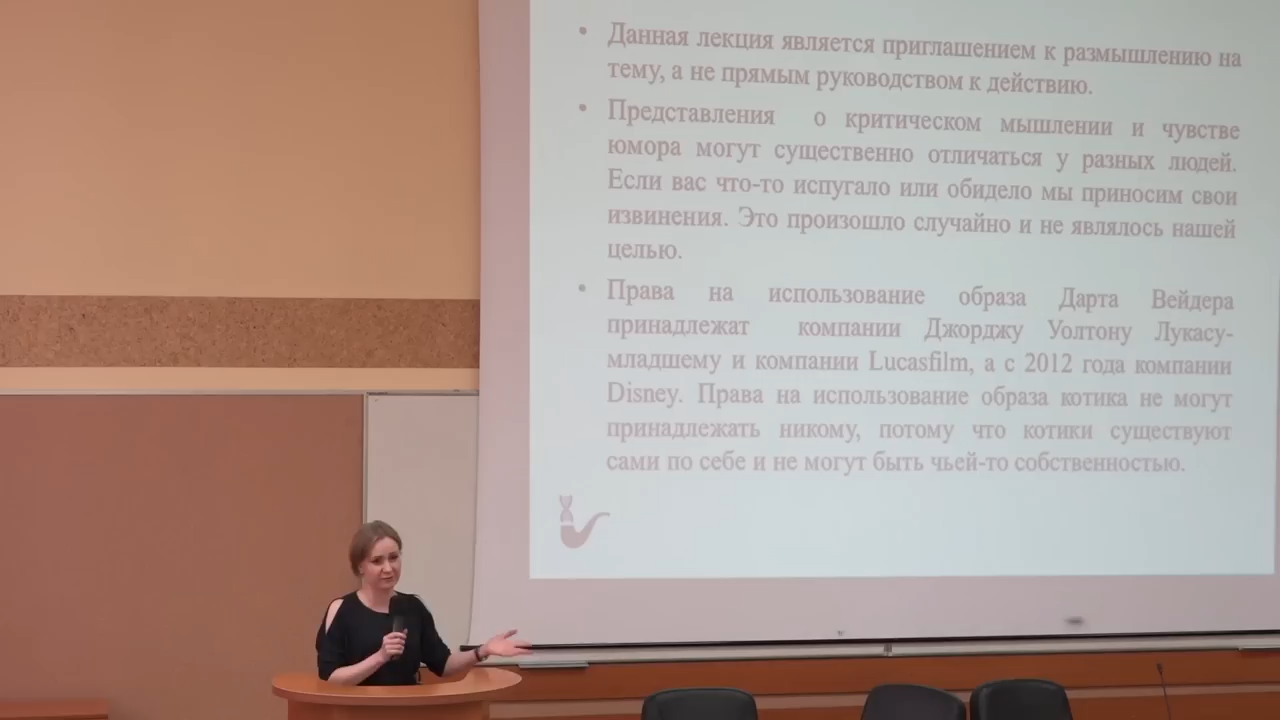 • Данная лекция является приглашением к размышлению на
тему, а не прямым руководством к действию.
• Представления о критическом мышлении и чувстве
юмора могут существенно отличаться у разных людей.
Если вас что-то испугало или обидело мы приносим свои
извинения. Это произошло случайно и не являлось нашей
целью.
• Права на использование образа Дарта Вейдера
принадлежат компании Джорджу Уолтону Лукасу-
младшему и компании Lucasfilm, а с 2012 года компании
Disney. Права на использование образа котика не могут
принадлежать никому, потому что котики существуют
сами по себе и не могут быть чьей-то собственностью.